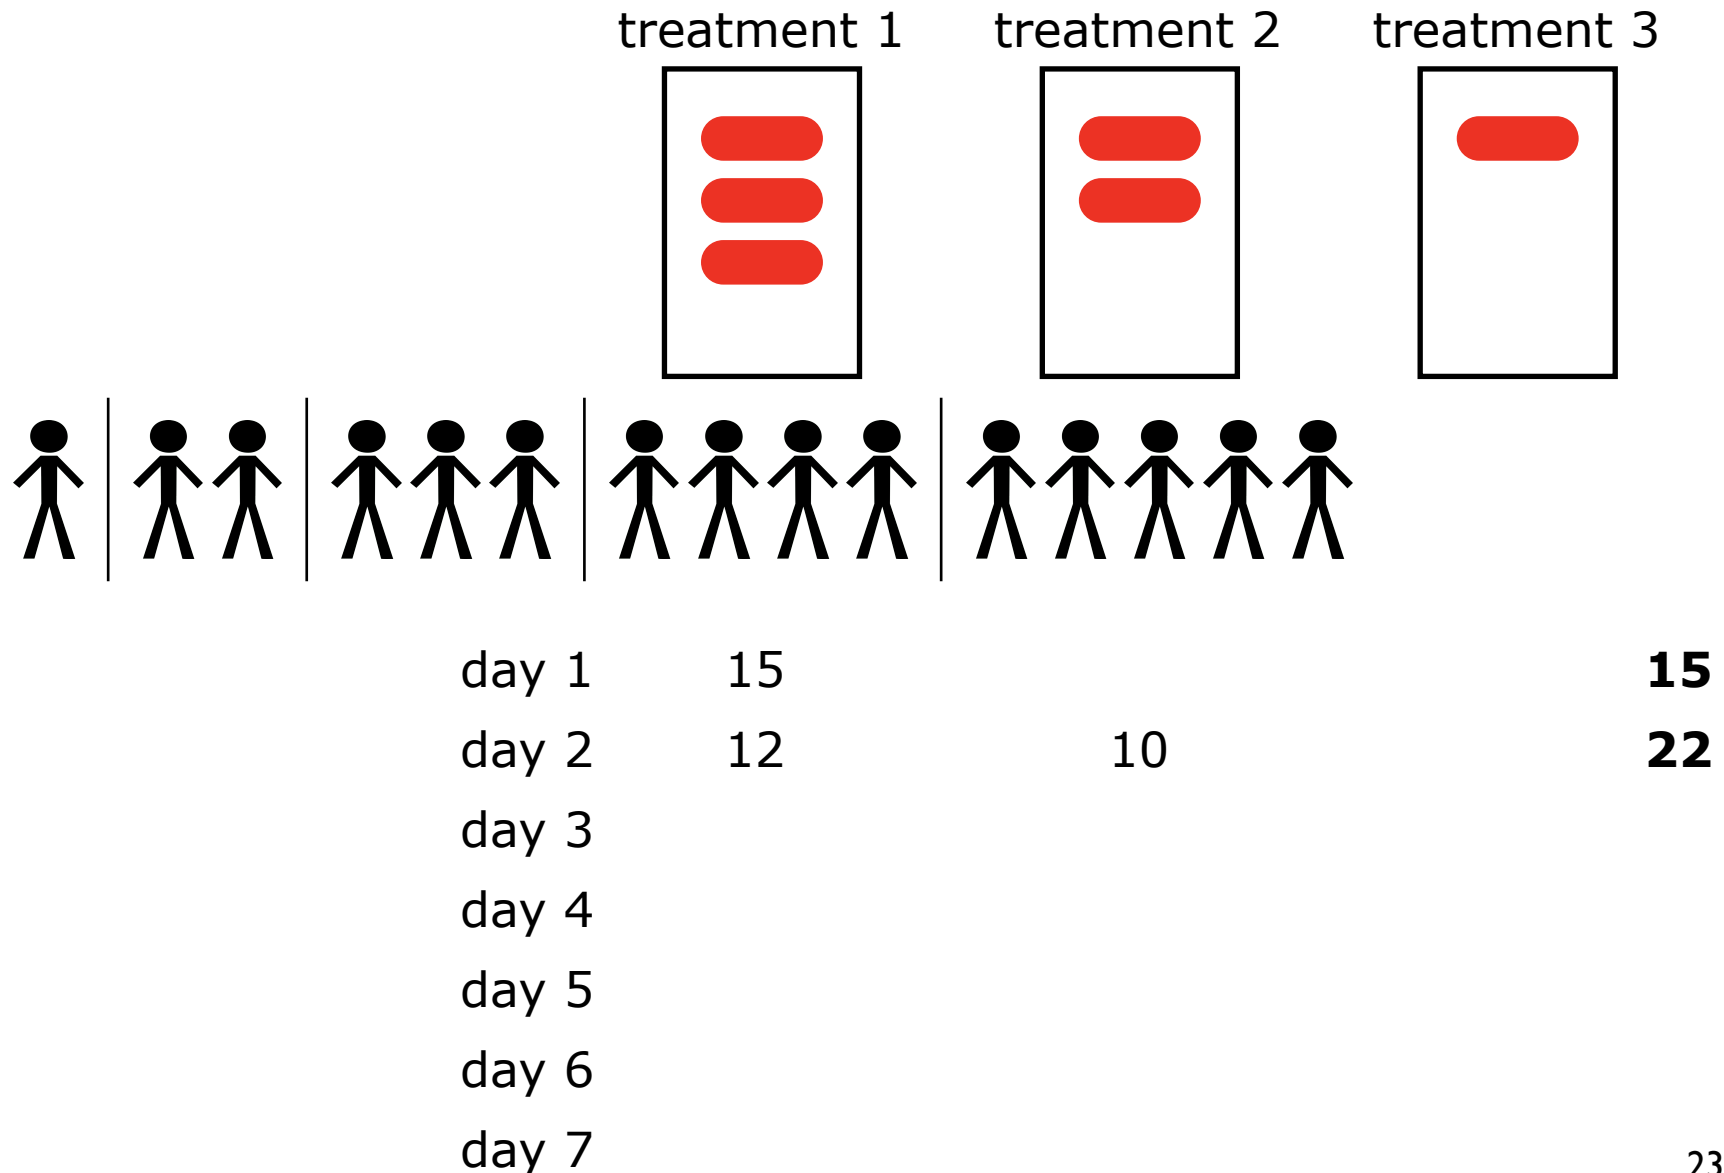 treatment 1 treatment 2 treatment 3
day 1 15 15
day 2 12 10 22
day 3
day 4
day 5
day 6
day 7
23